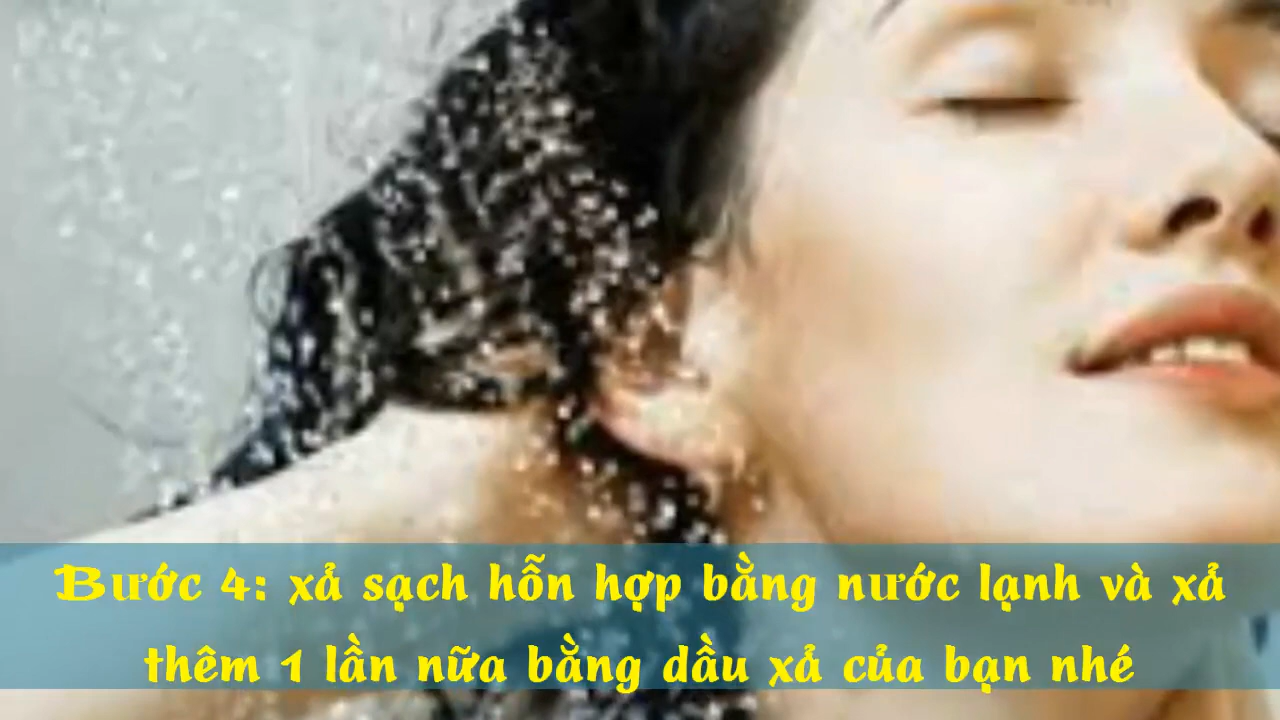 Bước 4: xả sạch hỗn hợp bằng nước lạnh và xả
thêm 1 lần nữa bằng dầu xả của bạn nhé